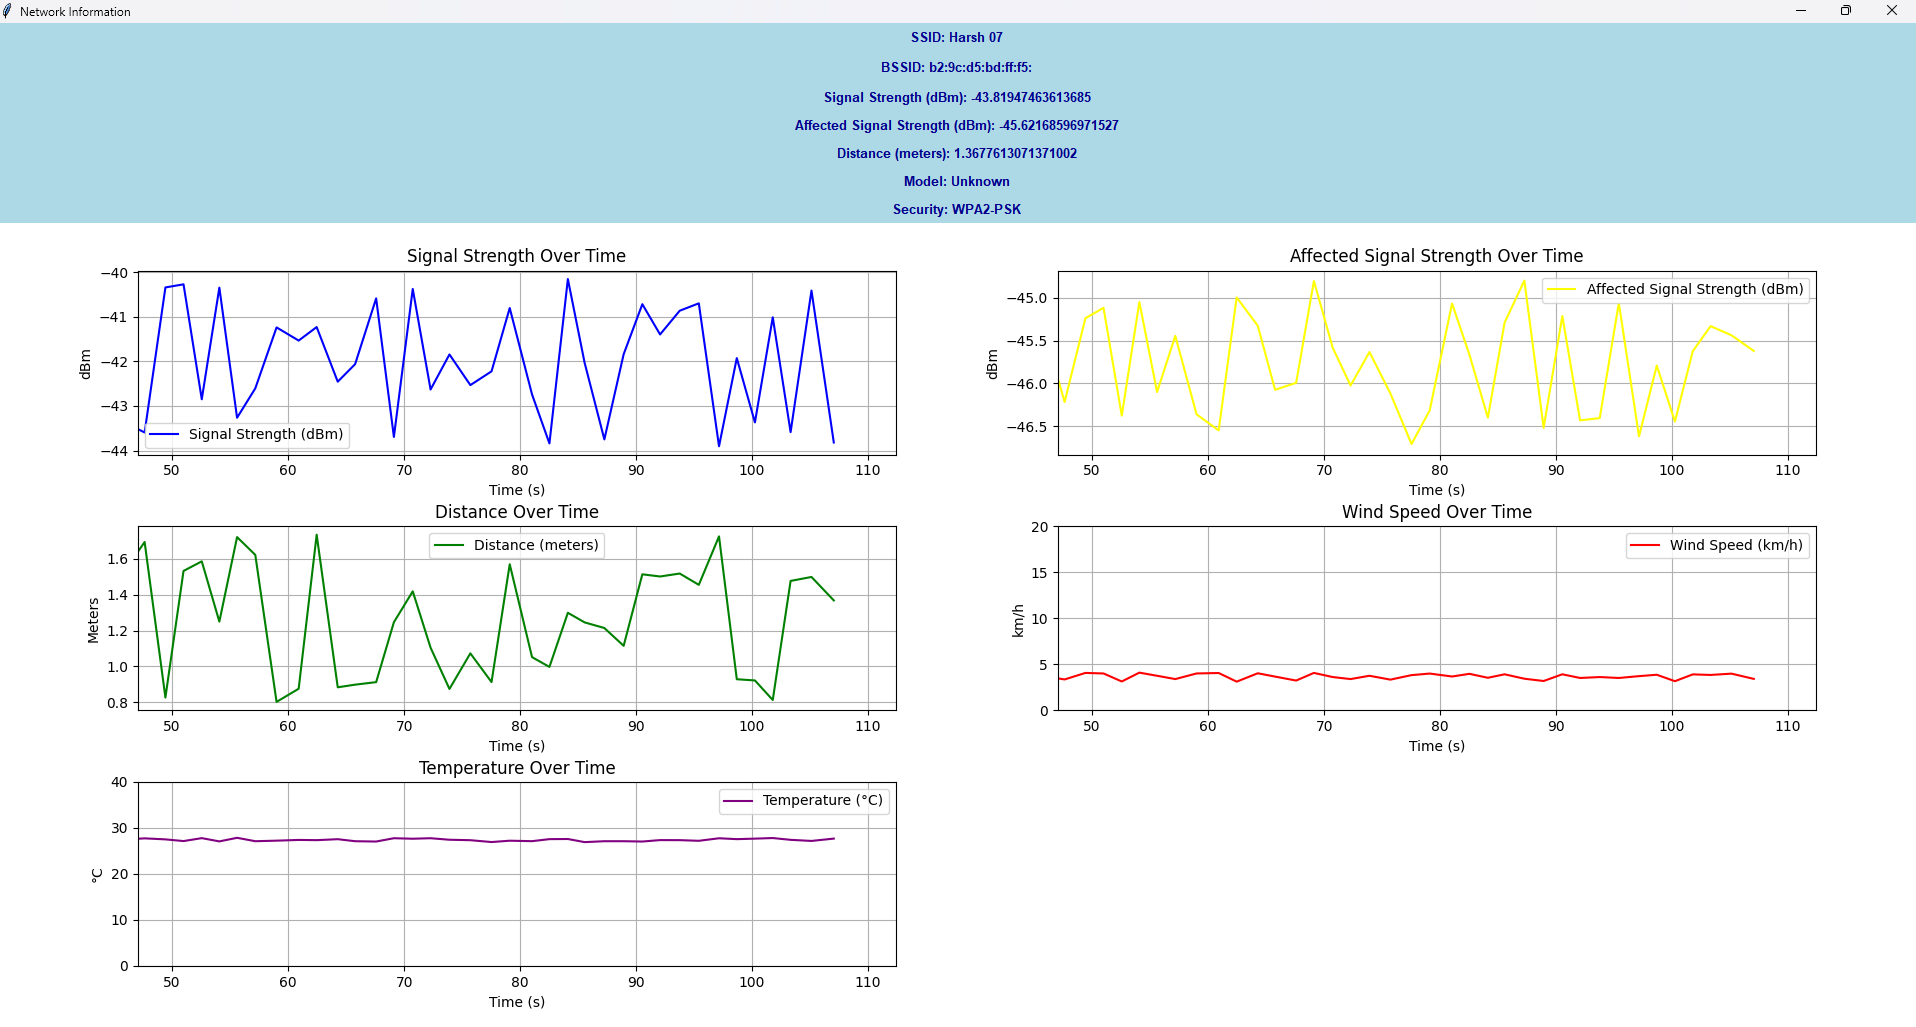 Network Information
SSID: Harsh 07
BSSID: b2:9c:d5:bd:ff:f5:
Signal Strength (dBm): -43.81947463613685
Affected Signal Strength (dBm): -45.62168596971527
Distance (meters): 1.3677613071371002
Model: Unknown
Security: WPA2-PSK
Signal Strength Over Time
−40
−41
−42
−43
−44
dBm
Signal Strength (dBm)
50 60 70 80 90 100 110
Time (s)
Affected Signal Strength Over Time
−45.0
−45.5
−46.0
−46.5
dBm
Affected Signal Strength (dBm)
50 60 70 80 90 100 110
Time (s)
Distance Over Time
1.6
1.4
1.2
1.0
0.8
Meters
Distance (meters)
50 60 70 80 90 100 110
Time (s)
Wind Speed Over Time
20
15
10
5
0
km/h
Wind Speed (km/h)
50 60 70 80 90 100 110
Time (s)
Temperature Over Time
40
30
20
10
0
°C
Temperature (°C)
50 60 70 80 90 100 110
Time (s)